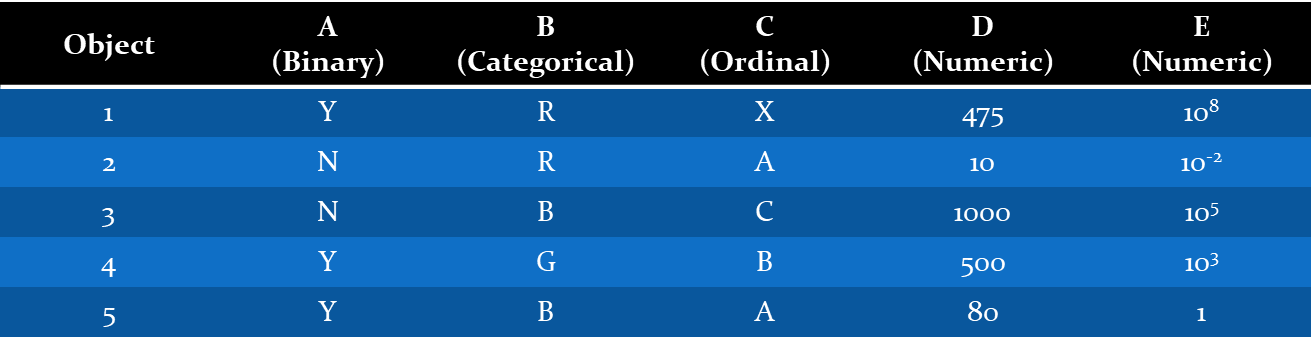 Object A (Binary) B (Categorical) C (Ordinal) D (Numeric) E (Numeric)
1 Y R X 475 10⁸
2 N R A 10 10⁻²
3 N B C 1000 10⁵
4 Y G B 500 10³
5 Y B A 80 1